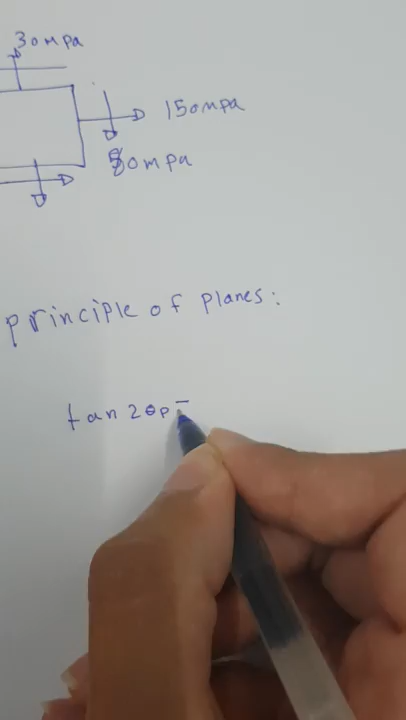 30mpa
150mpa
80mpa
principle of planes:
tan 2θp =